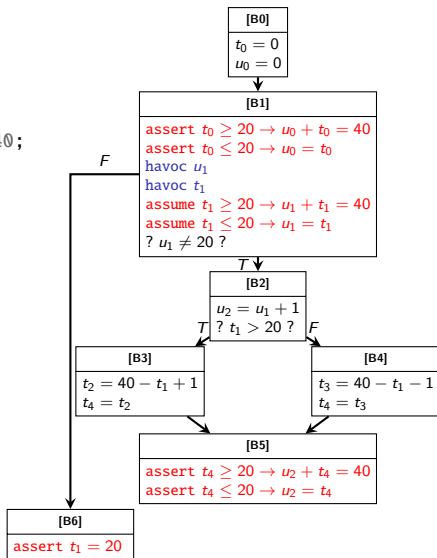 [B0]
t₀ = 0
u₀ = 0
[B1]
assert t₀ ≥ 20 → u₀ + t₀ = 40
assert t₀ ≤ 20 → u₀ = t₀
havoc u₁
havoc t₁
assume t₁ ≥ 20 → u₁ + t₁ = 40
assume t₁ ≤ 20 → u₁ = t₁
? u₁ ≠ 20 ?
0;
F
T
[B2]
u₂ = u₁ + 1
? t₁ > 20 ?
T
F
[B3]
t₂ = 40 − t₁ + 1
t₄ = t₂
[B4]
t₃ = 40 − t₁ − 1
t₄ = t₃
[B5]
assert t₄ ≥ 20 → u₂ + t₄ = 40
assert t₄ ≤ 20 → u₂ = t₄
[B6]
assert t₁ = 20